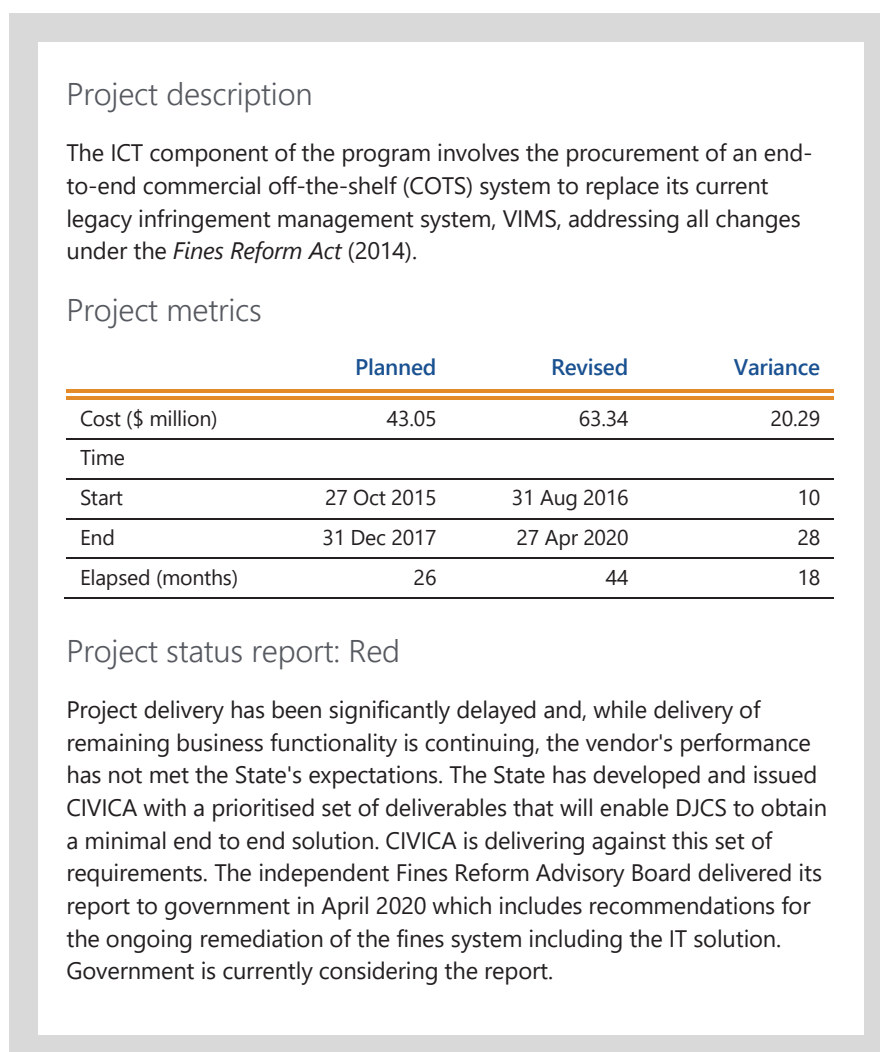 Project description
The ICT component of the program involves the procurement of an end-
to-end commercial off-the-shelf (COTS) system to replace its current
legacy infringement management system, VIMS, addressing all changes
under the Fines Reform Act (2014).
Project metrics
Planned Revised Variance
Cost ($ million) 43.05 63.34 20.29
Time
Start 27 Oct 2015 31 Aug 2016 10
End 31 Dec 2017 27 Apr 2020 28
Elapsed (months) 26 44 18
Project status report: Red
Project delivery has been significantly delayed and, while delivery of
remaining business functionality is continuing, the vendor's performance
has not met the State's expectations. The State has developed and issued
CIVICA with a prioritised set of deliverables that will enable DJCS to obtain
a minimal end to end solution. CIVICA is delivering against this set of
requirements. The independent Fines Reform Advisory Board delivered its
report to government in April 2020 which includes recommendations for
the ongoing remediation of the fines system including the IT solution.
Government is currently considering the report.